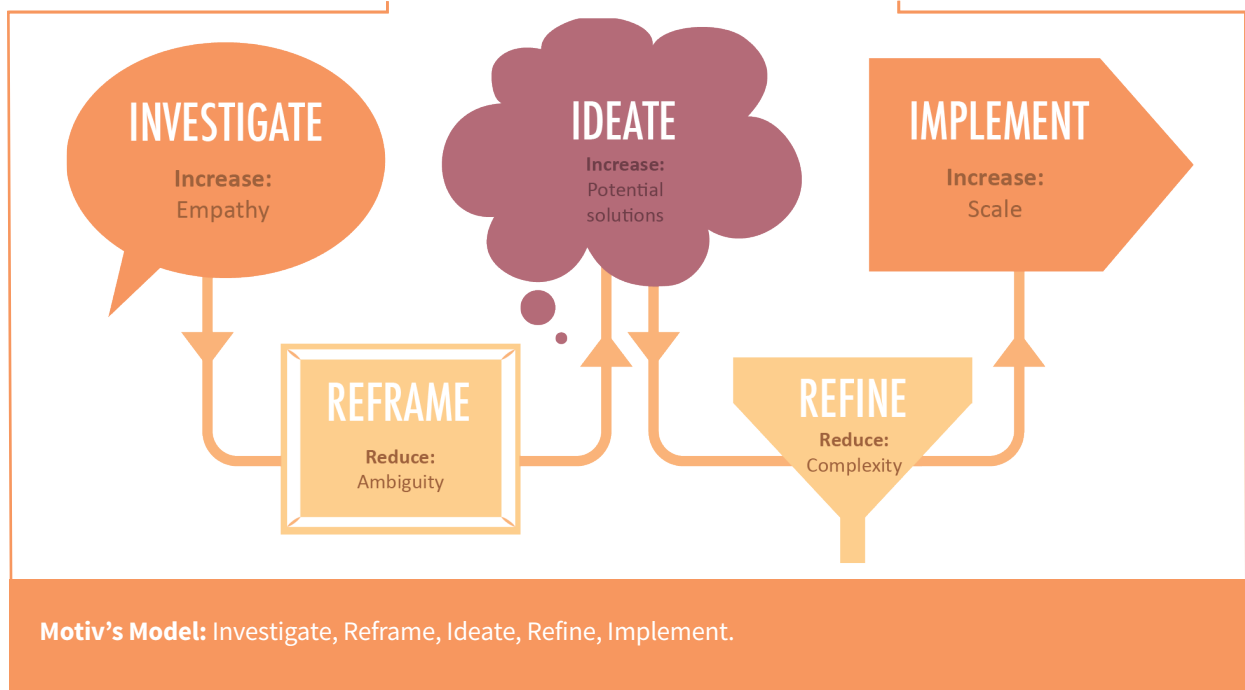 INVESTIGATE
Increase:
Empathy
REFRAME
Reduce:
Ambiguity
IDEATE
Increase:
Potential
solutions
REFINE
Reduce:
Complexity
IMPLEMENT
Increase:
Scale
Motiv’s Model: Investigate, Reframe, Ideate, Refine, Implement.